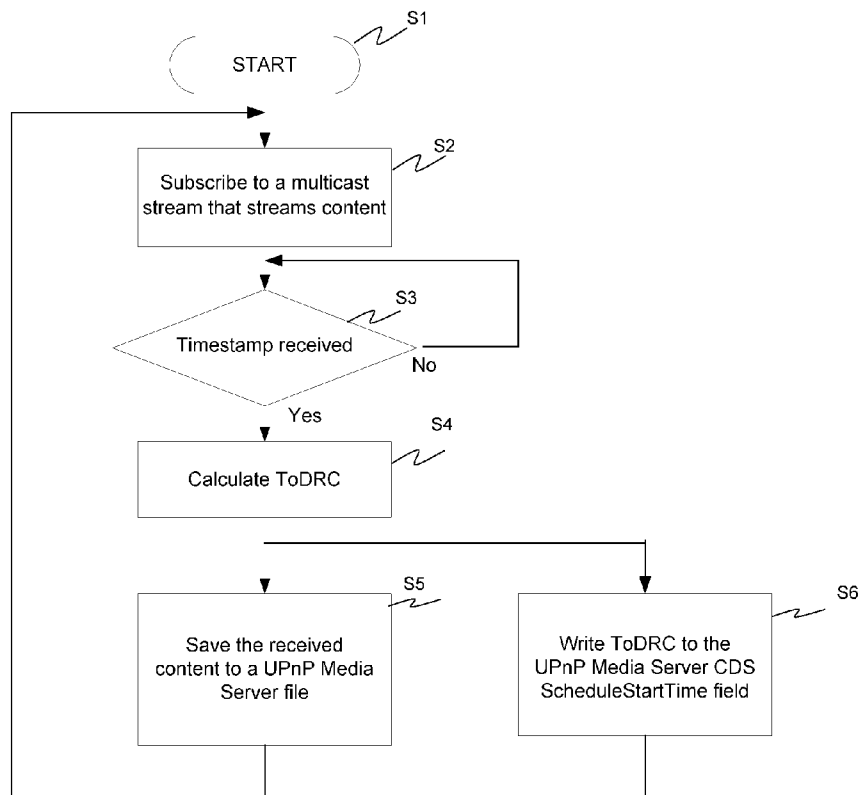 S1
START
S2
Subscribe to a multicast
stream that streams content
S3
Timestamp received
No
Yes
S4
Calculate ToDRC
S5
S6
Save the received
content to a UPnP Media
Server file
Write ToDRC to the
UPnP Media Server CDS
ScheduleStartTime field